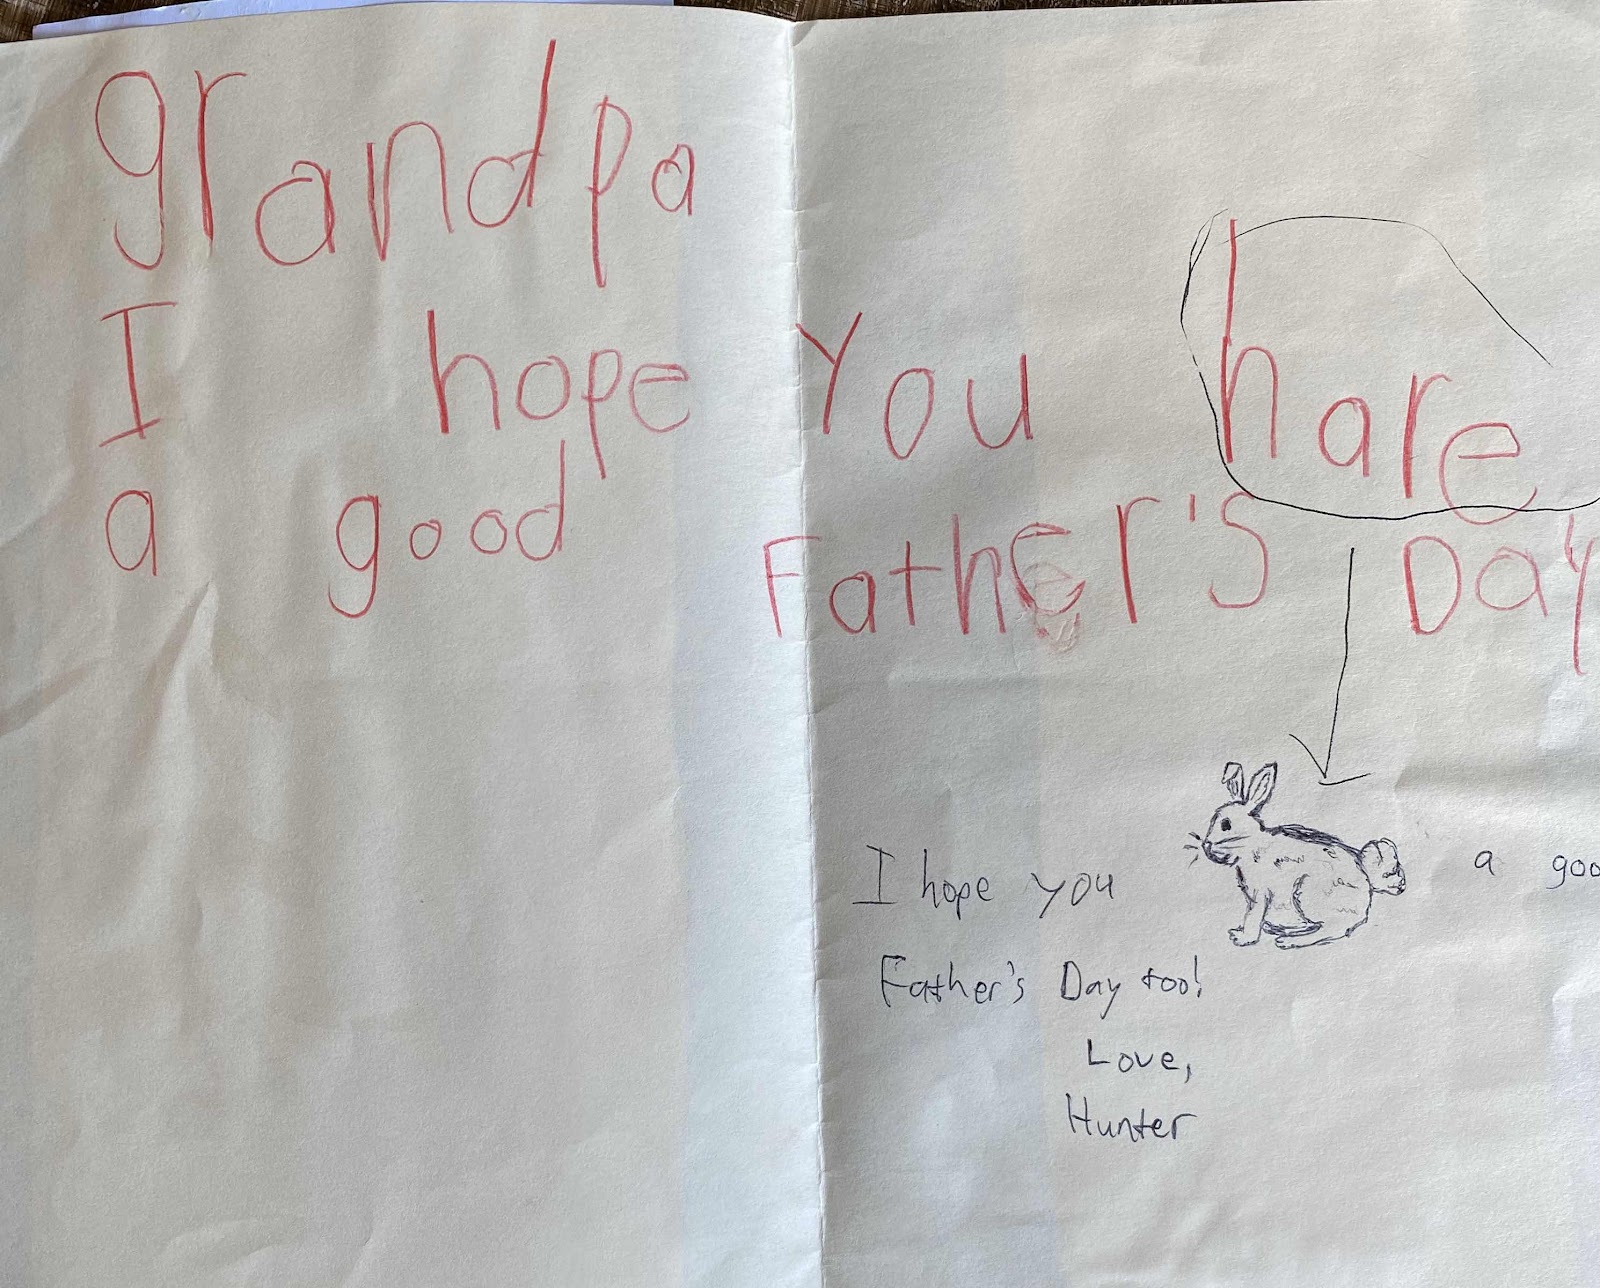 grandpa
I hope You hare
a good Father's Day
I hope you a goo
Father's Day too!
Love,
Hunter